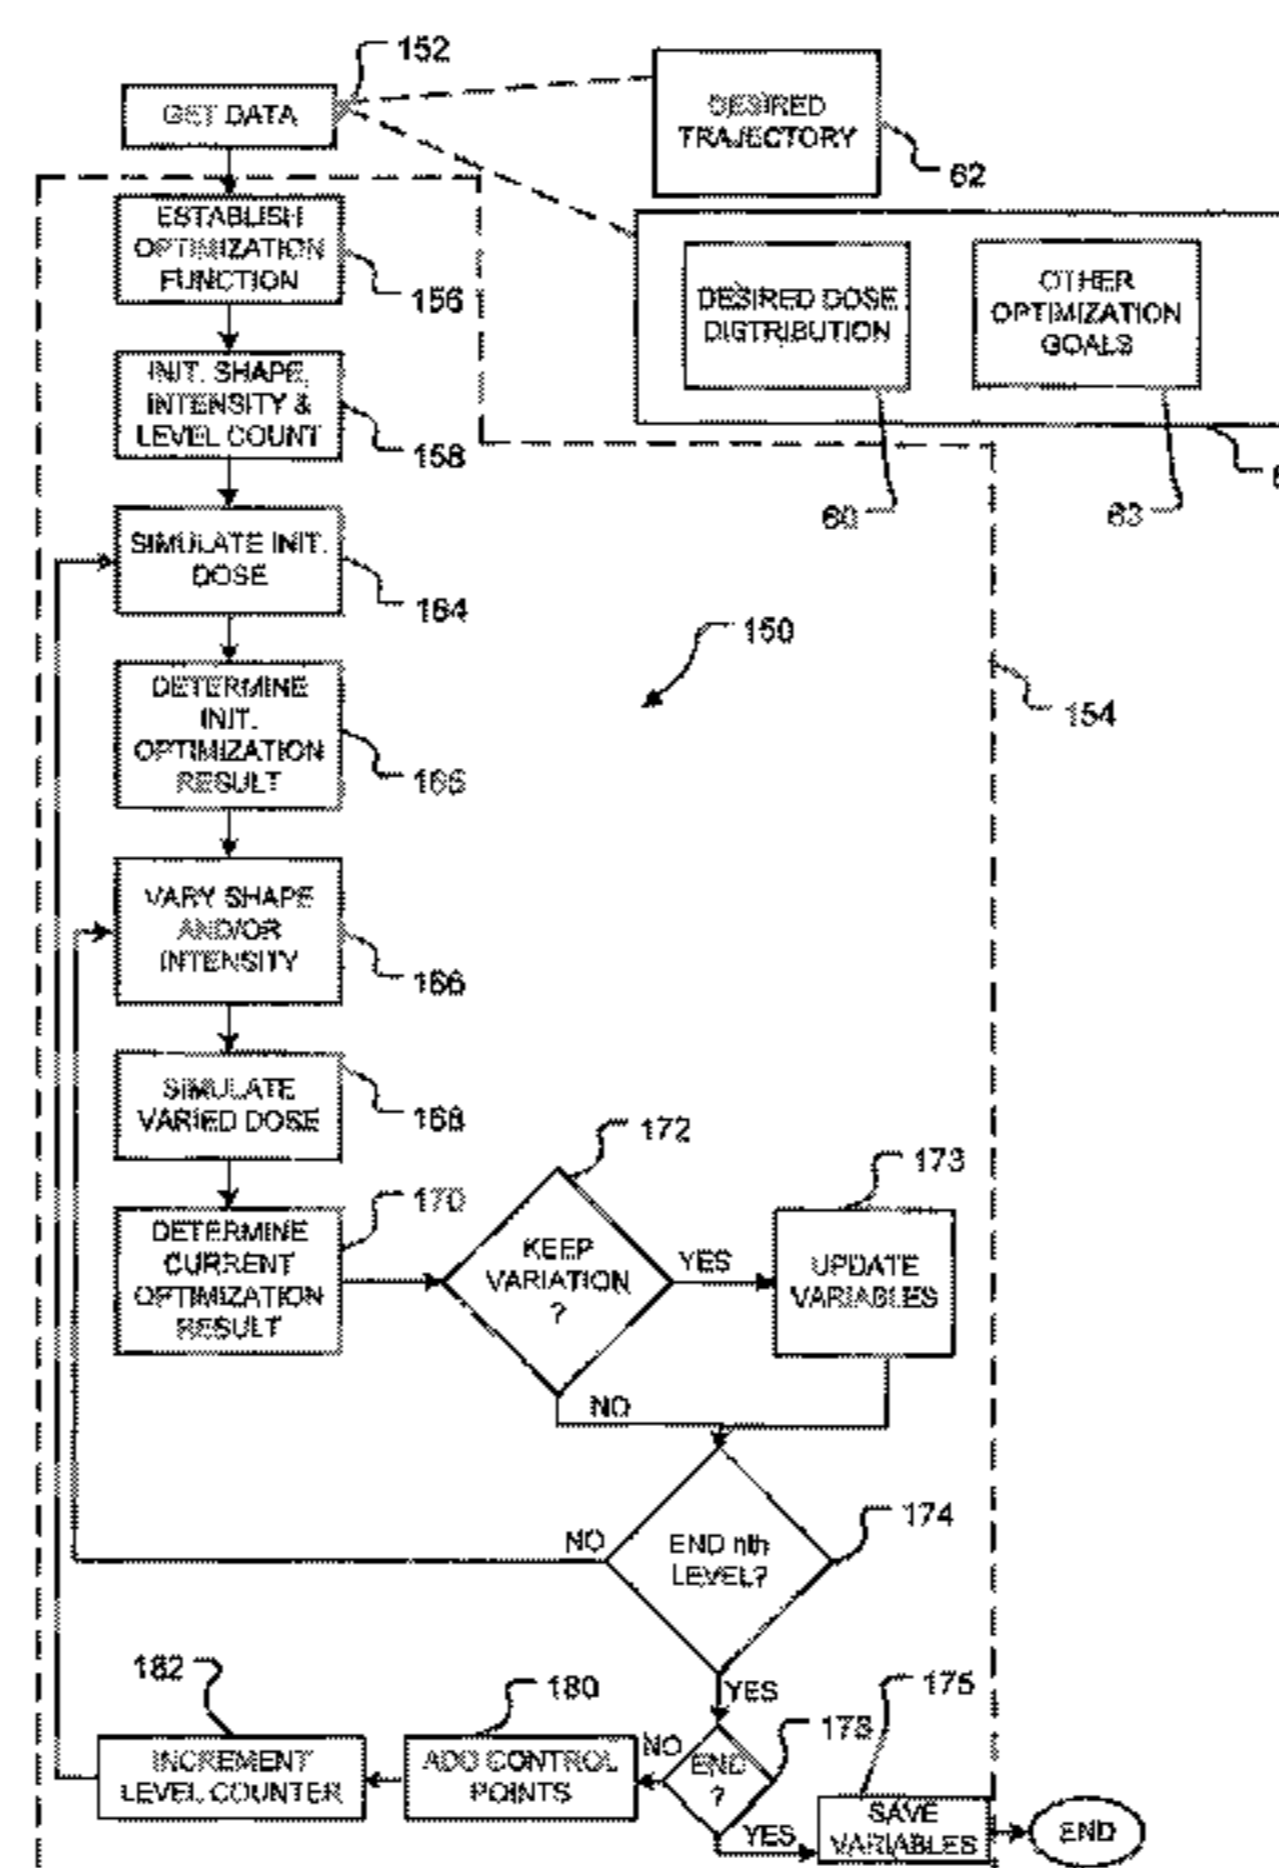 152
GET DATA
DESIRED
TRAJECTORY
62
ESTABLISH
OPTIMIZATION
FUNCTION
156
DESIRED DOSE
DISTRIBUTION
OTHER
OPTIMIZATION
GOALS
INIT. SHAPE,
INTENSITY &
LEVEL COUNT
158
60
63
SIMULATE INIT.
DOSE
164
150
DETERMINE
INIT.
OPTIMIZATION
RESULT
154
VARY SHAPE
AND/OR
INTENSITY
166
SIMULATE
VARIED DOSE
168
172
173
170
DETERMINE
CURRENT
OPTIMIZATION
RESULT
KEEP
VARIATION
?
YES
UPDATE
VARIABLES
NO
174
NO
END nth
LEVEL?
YES
182
180
178
INCREMENT
LEVEL COUNTER
ADD CONTROL
POINTS
NO
END
?
YES
SAVE
VARIABLES
END